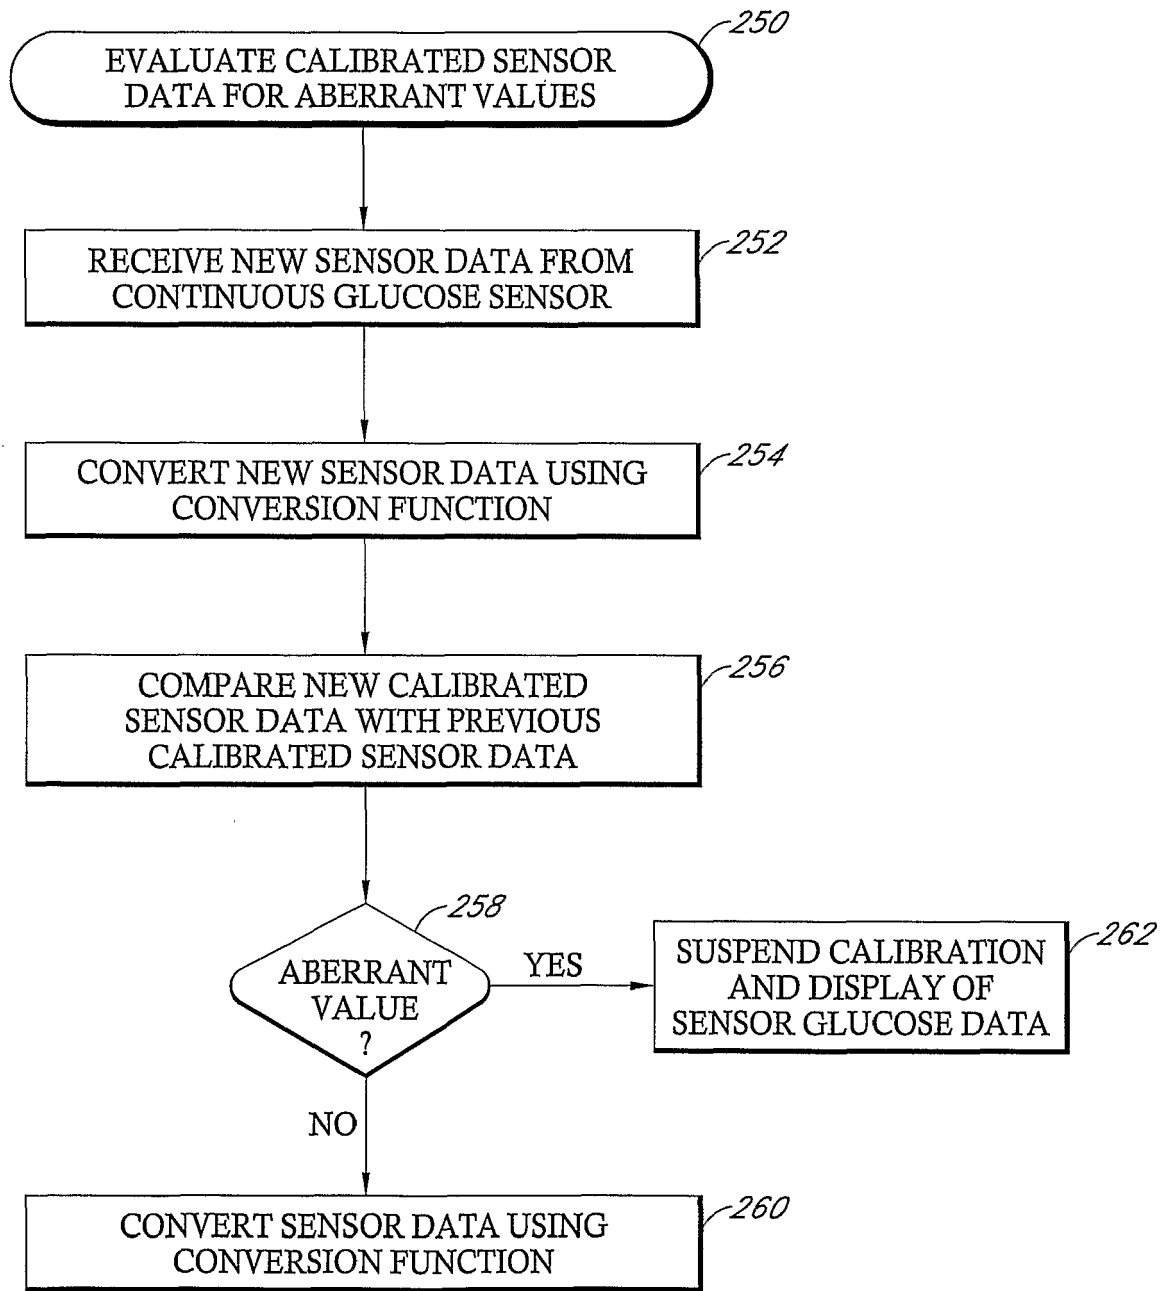 250
EVALUATE CALIBRATED SENSOR
DATA FOR ABERRANT VALUES
252
RECEIVE NEW SENSOR DATA FROM
CONTINUOUS GLUCOSE SENSOR
254
CONVERT NEW SENSOR DATA USING
CONVERSION FUNCTION
256
COMPARE NEW CALIBRATED
SENSOR DATA WITH PREVIOUS
CALIBRATED SENSOR DATA
258
ABERRANT
VALUE
?
YES
262
SUSPEND CALIBRATION
AND DISPLAY OF
SENSOR GLUCOSE DATA
NO
260
CONVERT SENSOR DATA USING
CONVERSION FUNCTION